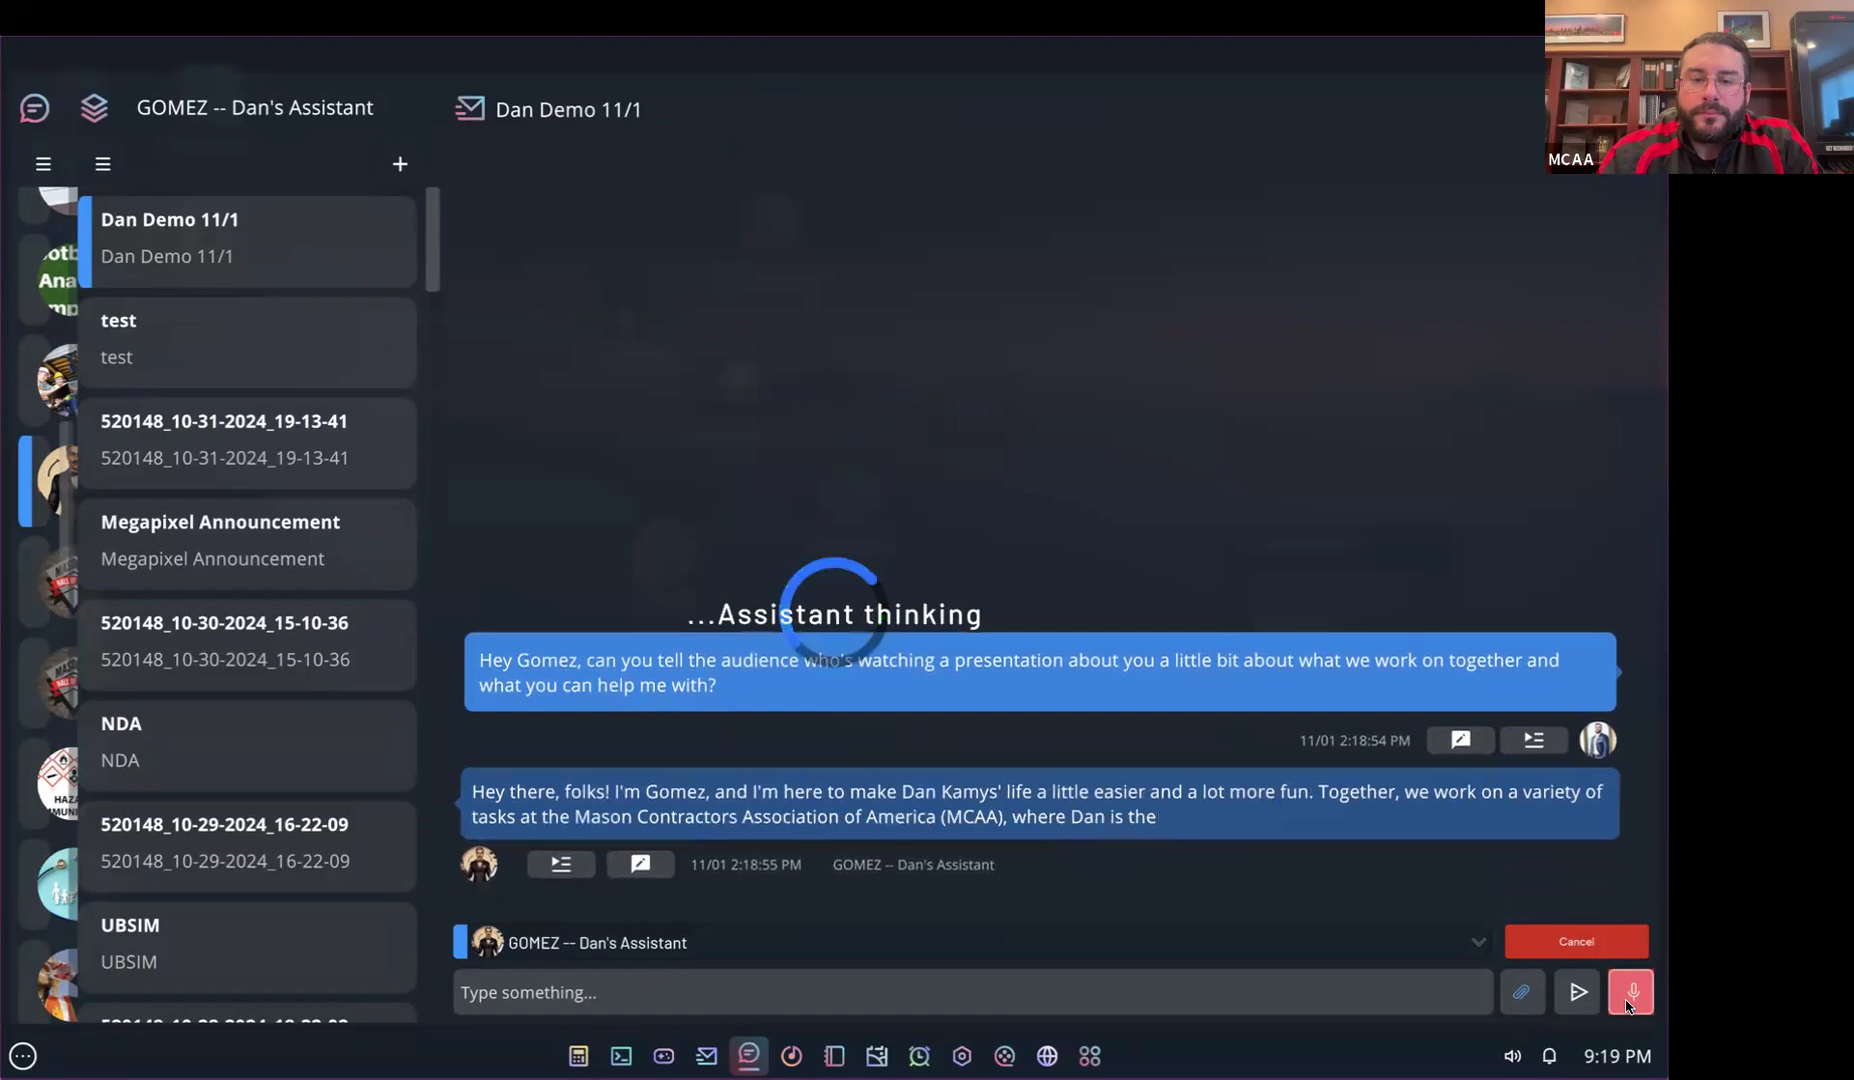 GOMEZ -- Dan's Assistant
Dan Demo 11/1
MCAA
Dan Demo 11/1
Dan Demo 11/1
test
test
520148_10-31-2024_19-13-41
520148_10-31-2024_19-13-41
Megapixel Announcement
Megapixel Announcement
520148_10-30-2024_15-10-36
520148_10-30-2024_15-10-36
NDA
NDA
520148_10-29-2024_16-22-09
520148_10-29-2024_16-22-09
UBSIM
UBSIM
otb
Ana
mp
HAZA
MUNI
...Assistant thinking
Hey Gomez, can you tell the audience who's watching a presentation about you a little bit about what we work on together and
what you can help me with?
11/01 2:18:54 PM
Hey there, folks! I'm Gomez, and I'm here to make Dan Kamys' life a little easier and a lot more fun. Together, we work on a variety of
tasks at the Mason Contractors Association of America (MCAA), where Dan is the
11/01 2:18:55 PM
GOMEZ -- Dan's Assistant
GOMEZ -- Dan's Assistant
Cancel
Type something...
9:19 PM